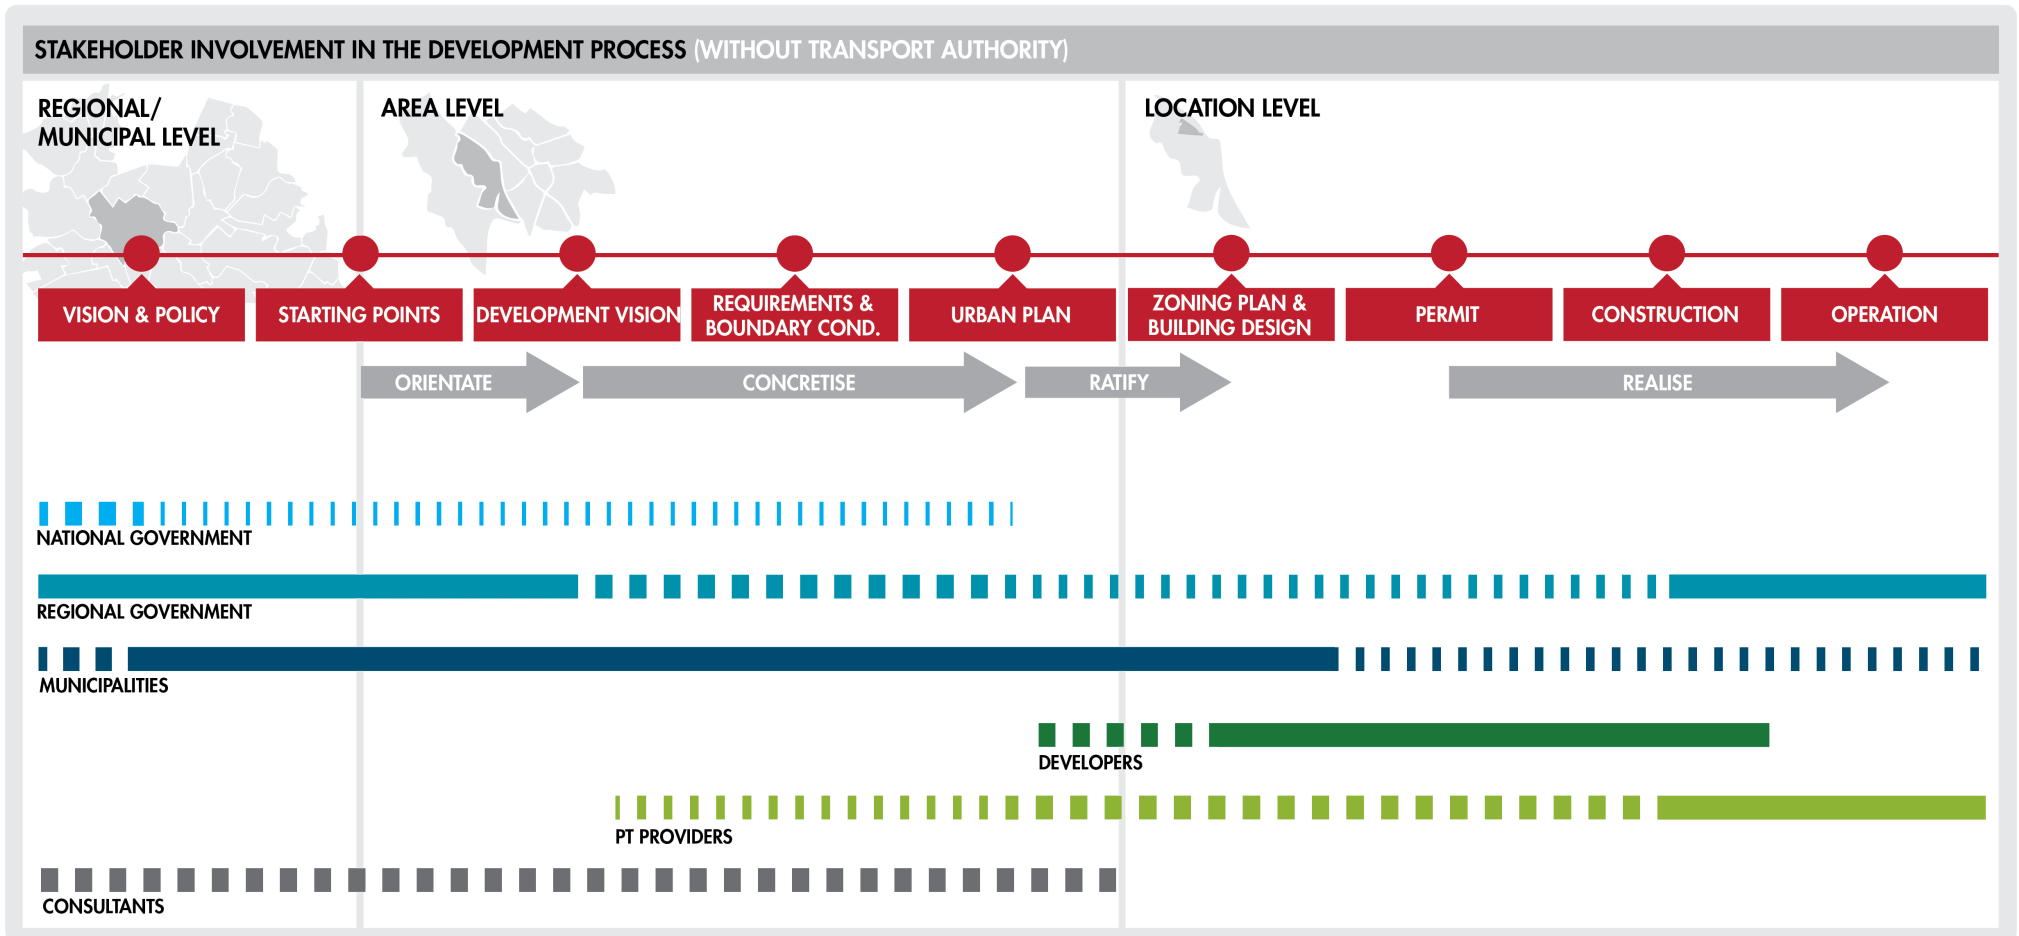 STAKEHOLDER INVOLVEMENT IN THE DEVELOPMENT PROCESS (WITHOUT TRANSPORT AUTHORITY)
REGIONAL/
MUNICIPAL LEVEL
AREA LEVEL
LOCATION LEVEL
VISION & POLICY
STARTING POINTS
DEVELOPMENT VISION
REQUIREMENTS &
BOUNDARY COND.
URBAN PLAN
ZONING PLAN &
BUILDING DESIGN
PERMIT
CONSTRUCTION
OPERATION
ORIENTATE
CONCRETISE
RATIFY
REALISE
NATIONAL GOVERNMENT
REGIONAL GOVERNMENT
MUNICIPALITIES
DEVELOPERS
PT PROVIDERS
CONSULTANTS